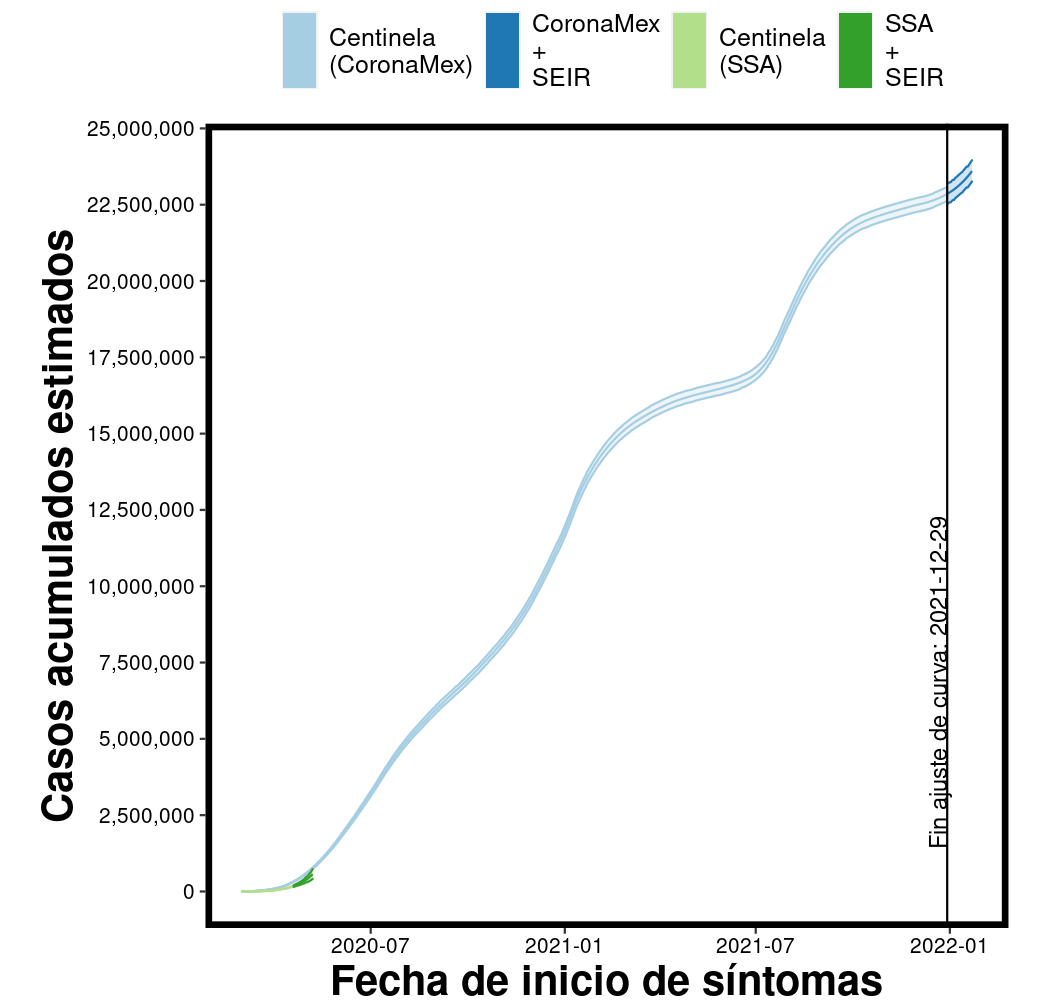 Centinela
(CoronaMex)
CoronaMex
+
SEIR
Centinela
(SSA)
SSA
+
SEIR
Casos acumulados estimados
25,000,000
22,500,000
20,000,000
17,500,000
15,000,000
12,500,000
10,000,000
7,500,000
5,000,000
2,500,000
0
Fin ajuste de curva: 2021-12-29
2020-07
2021-01
2021-07
2022-01
Fecha de inicio de síntomas